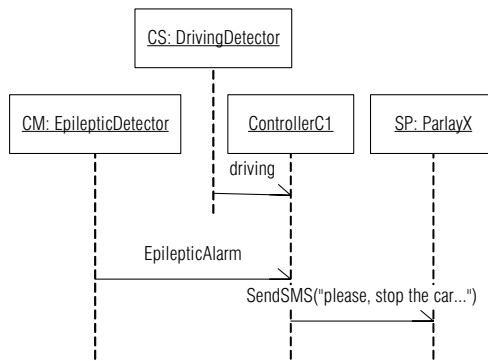 CS: DrivingDetector
CM: EpilepticDetector
ControllerC1
SP: ParlayX
driving
EpilepticAlarm
SendSMS("please, stop the car...")